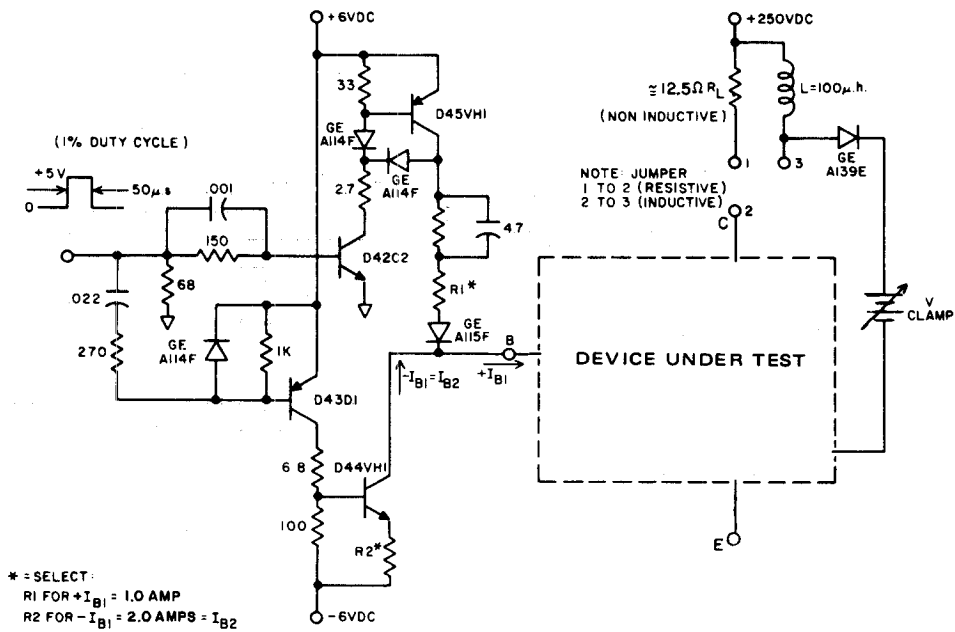 +6VDC
+250VDC
33
D45VH1
≅12.5Ω RL
(NON INDUCTIVE)
L=100μ.h.
GE
A114F
(1% DUTY CYCLE)
+5V
0
50μs
GE
A114F
2.7
.001
150
D42C2
4.7
NOTE: JUMPER
1 TO 2 (RESISTIVE)
2 TO 3 (INDUCTIVE)
1
3
GE
A139E
C
2
68
.022
R1*
270
GE
A114F
1K
GE
A115F
B
-IB1=IB2
+IB1
V
CLAMP
DEVICE UNDER TEST
D43D1
68
D44VH1
100
R2*
E
* = SELECT:
R1 FOR +IB1 = 1.0 AMP
R2 FOR -IB1 = 2.0 AMPS = IB2
-6VDC